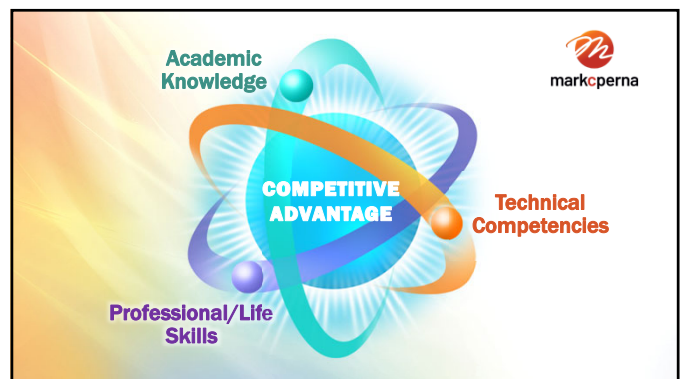 Academic
Knowledge
markcperna
COMPETITIVE
ADVANTAGE
Technical
Competencies
Professional/Life
Skills